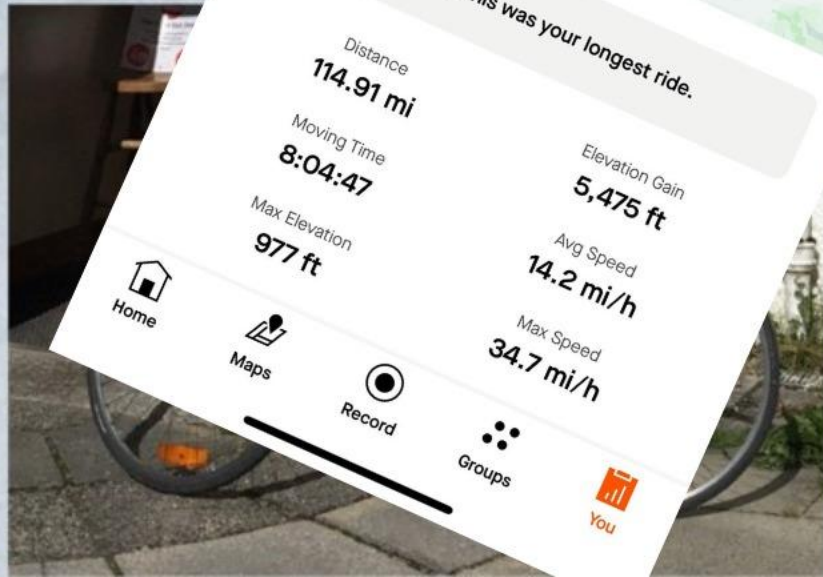 was your longest ride.
Distance
114.91 mi
Elevation Gain
5,475 ft
Moving Time
8:04:47
Avg Speed
14.2 mi/h
Max Elevation
977 ft
Max Speed
34.7 mi/h
Home
Maps
Record
Groups
You